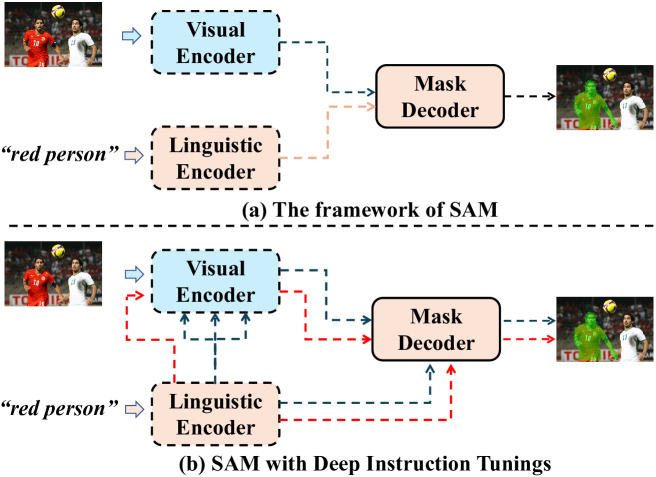 Visual
Encoder
Mask
Decoder
"red person"
Linguistic
Encoder
(a) The framework of SAM
Visual
Encoder
Mask
Decoder
"red person"
Linguistic
Encoder
(b) SAM with Deep Instruction Tunings